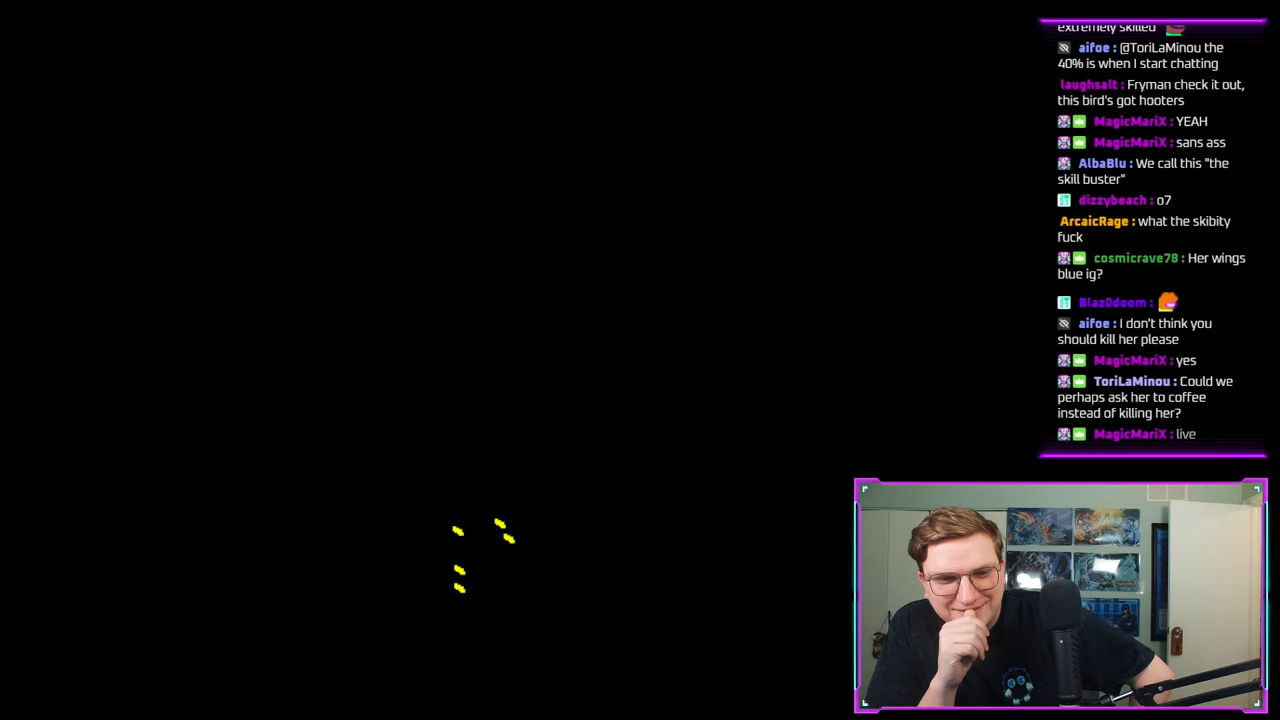 extremely skilled
aifoe : @ToriLaMinou the
40% is when I start chatting
laughsalt : Fryman check it out,
this bird's got hooters
MagicMariX : YEAH
MagicMariX : sans ass
AlbaBlu : We call this "the
skill buster"
dizzybeach : o7
ArcaicRage : what the skibity
fuck
cosmicrave78 : Her wings
blue ig?
Blaz0doom :
aifoe : I don't think you
should kill her please
MagicMariX : yes
ToriLaMinou : Could we
perhaps ask her to coffee
instead of killing her?
MagicMariX : live